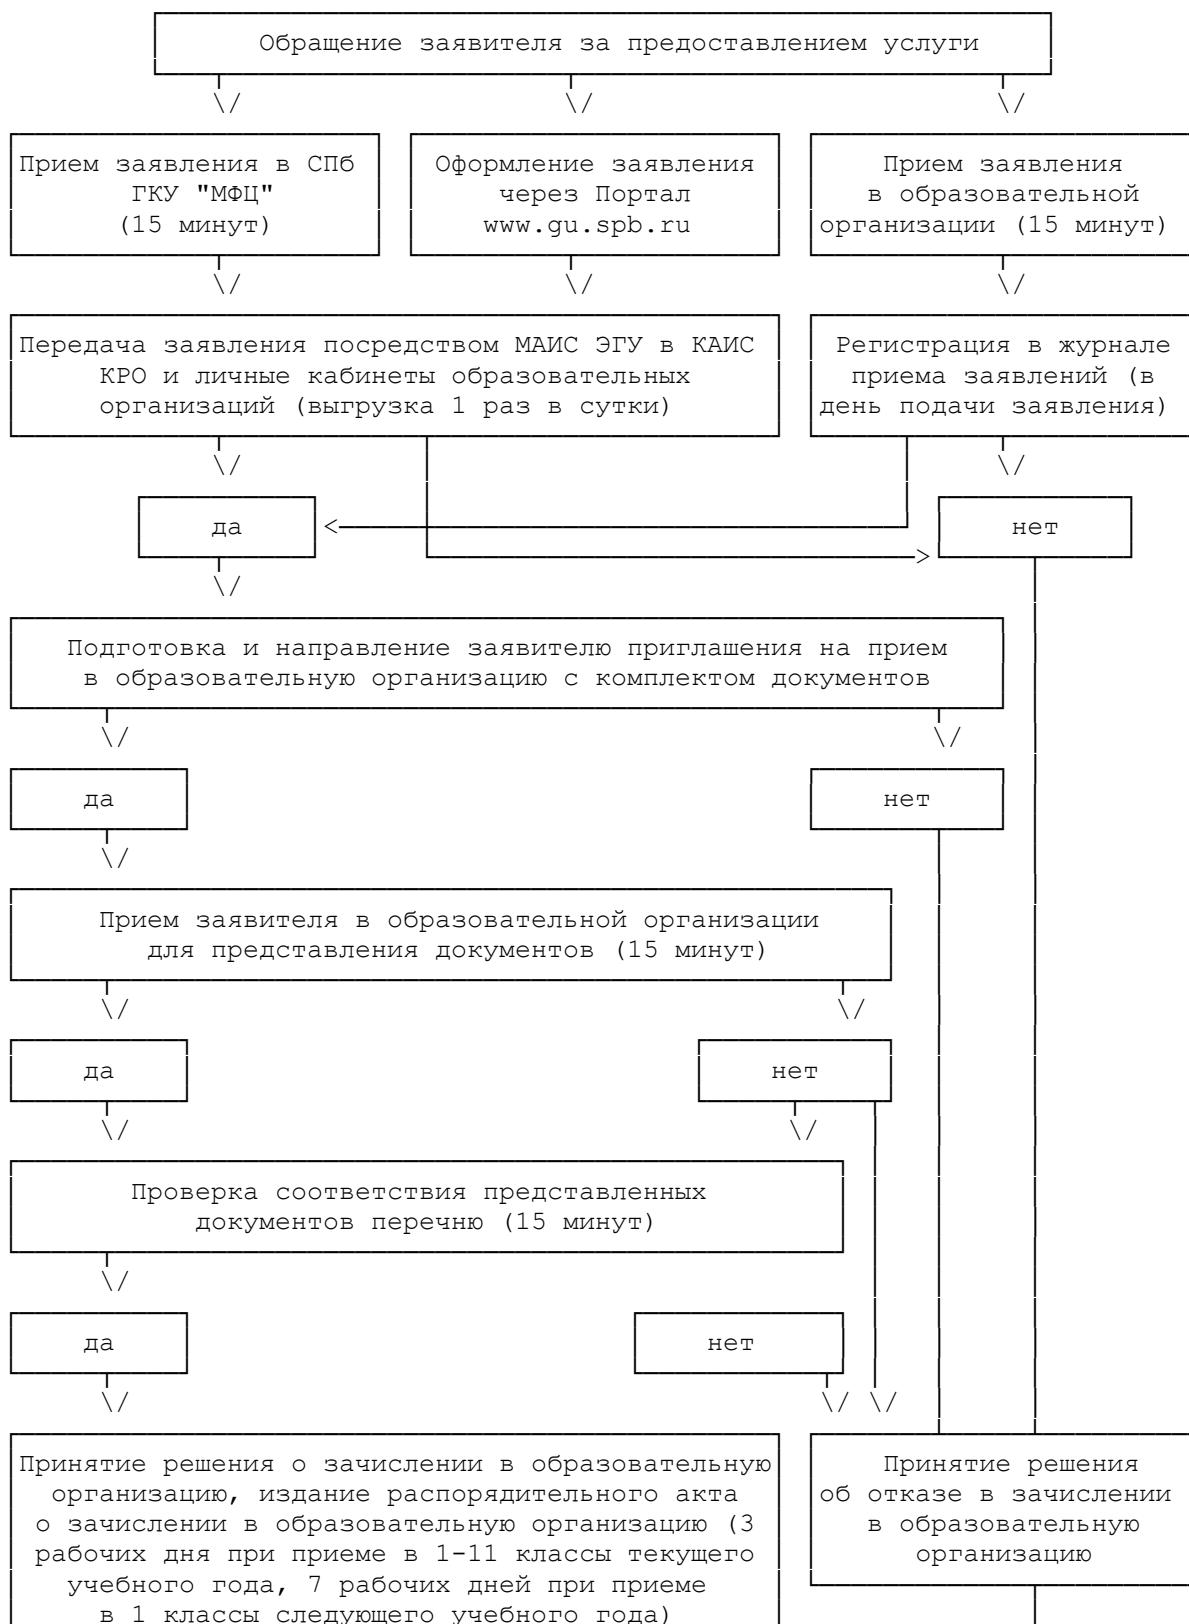 Обращение заявителя за предоставлением услуги
Прием заявления в СПб
ГКУ "МФЦ"
(15 минут)
Оформление заявления
через Портал
www.gu.spb.ru
Прием заявления
в образовательной
организации (15 минут)
Передача заявления посредством МАИС ЭГУ в КАИС
КРО и личные кабинеты образовательных
организаций (выгрузка 1 раз в сутки)
Регистрация в журнале
приема заявлений (в
день подачи заявления)
да
нет
Подготовка и направление заявителю приглашения на прием
в образовательную организацию с комплектом документов
да
нет
Прием заявителя в образовательной организации
для представления документов (15 минут)
да
нет
Проверка соответствия представленных
документов перечню (15 минут)
да
нет
Принятие решения о зачислении в образовательную
организацию, издание распорядительного акта
о зачислении в образовательную организацию (3
рабочих дня при приеме в 1-11 классы текущего
учебного года, 7 рабочих дней при приеме
в 1 классы следующего учебного года)
Принятие решения
об отказе в зачислении
в образовательную
организацию